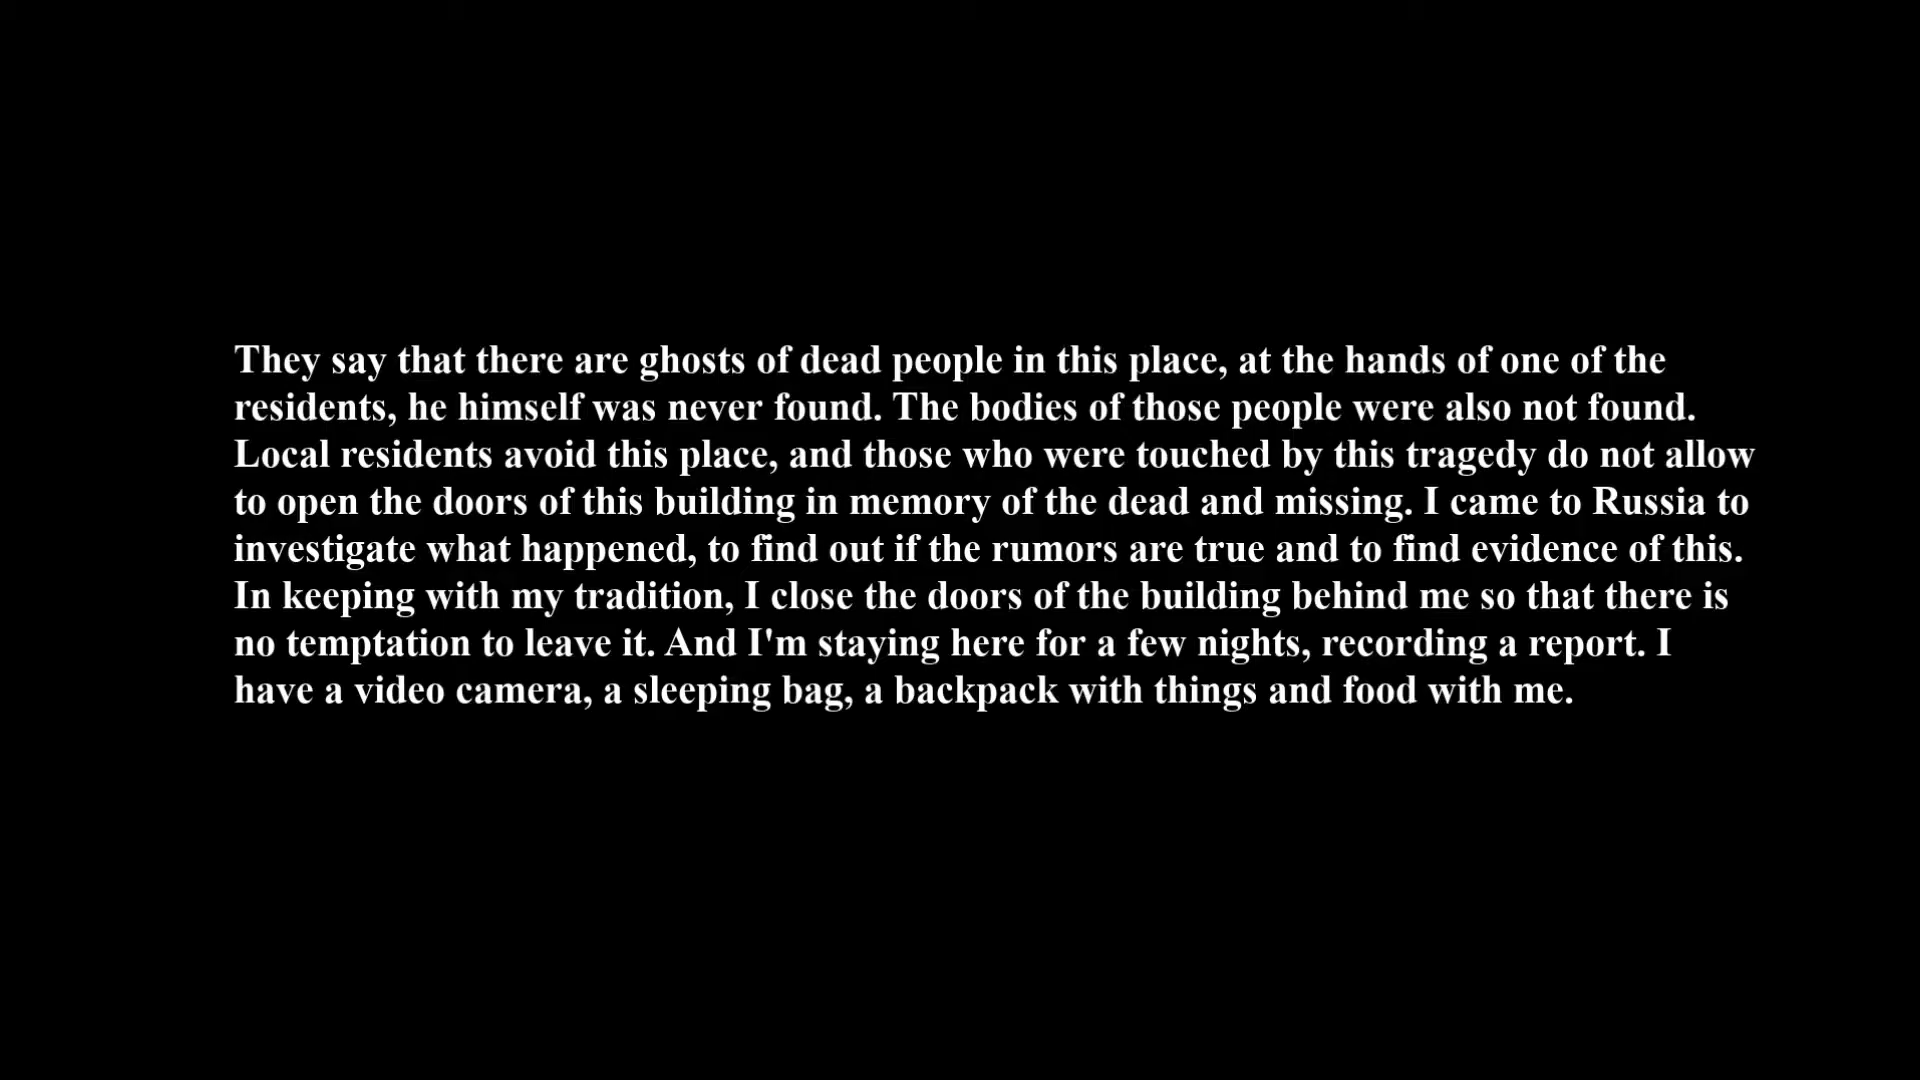 They say that there are ghosts of dead people in this place, at the hands of one of the
residents, he himself was never found. The bodies of those people were also not found.
Local residents avoid this place, and those who were touched by this tragedy do not allow
to open the doors of this building in memory of the dead and missing. I came to Russia to
investigate what happened, to find out if the rumors are true and to find evidence of this.
In keeping with my tradition, I close the doors of the building behind me so that there is
no temptation to leave it. And I'm staying here for a few nights, recording a report. I
have a video camera, a sleeping bag, a backpack with things and food with me.